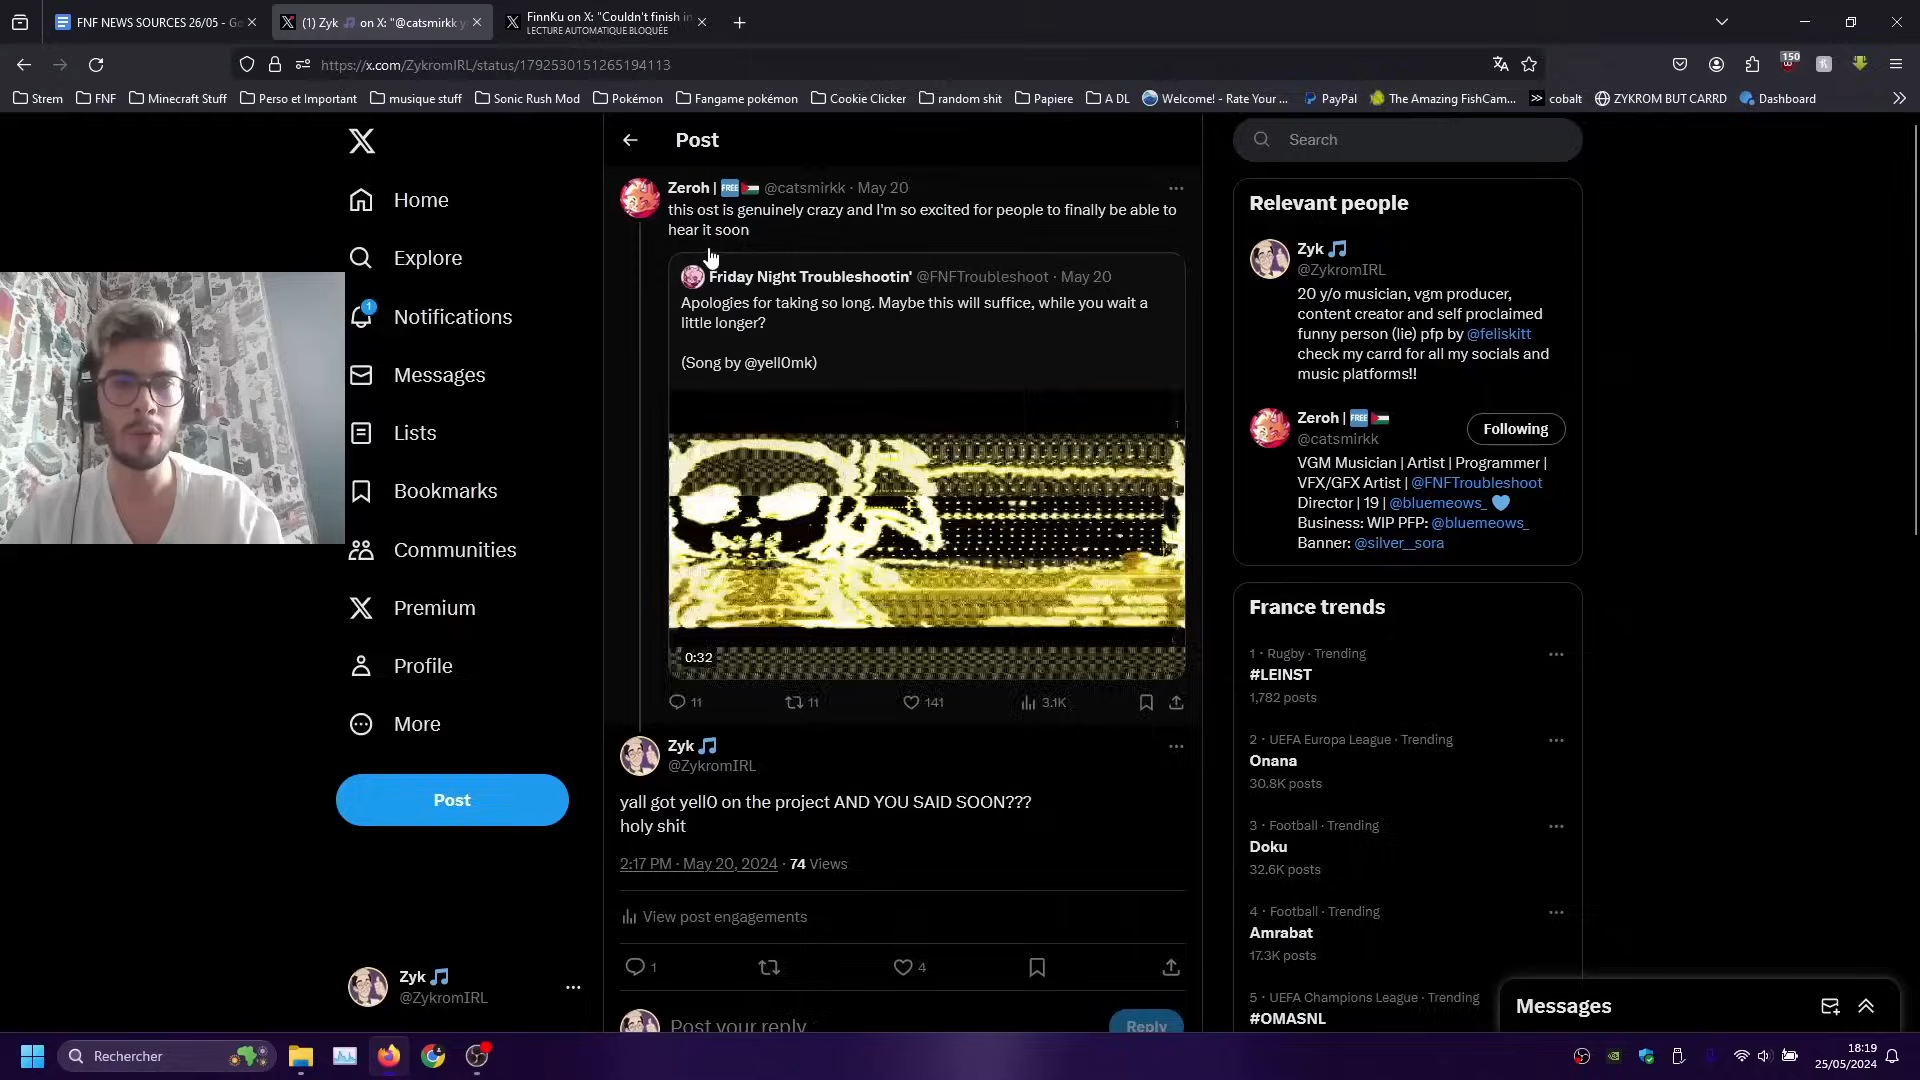 FNF NEWS SOURCES 26/05 - Go
(1) Zyk 🎵 on X: "@catsmirkk y
FinnKu on X: "Couldn't finish in
LECTURE AUTOMATIQUE BLOQUÉE
https://x.com/ZykromIRL/status/1792530151265194113
150
Strem
FNF
Minecraft Stuff
Perso et Important
musique stuff
Sonic Rush Mod
Pokémon
Fangame pokémon
Cookie Clicker
random shit
Papiere
A DL
Welcome! - Rate Your ...
PayPal
The Amazing FishCam...
cobalt
ZYKROM BUT CARRD
Dashboard
Home
Explore
1
Notifications
Messages
Lists
Bookmarks
Communities
Premium
Profile
More
Post
Zyk 🎵
@ZykromIRL
Post
Zeroh | 🆓🇵🇸 @catsmirkk · May 20
this ost is genuinely crazy and I'm so excited for people to finally be able to
hear it soon
Friday Night Troubleshootin' @FNFTroubleshoot · May 20
Apologies for taking so long. Maybe this will suffice, while you wait a
little longer?
(Song by @yell0mk)
0:32
11
11
141
3.1K
Zyk 🎵
@ZykromIRL
yall got yell0 on the project AND YOU SAID SOON???
holy shit
2:17 PM · May 20, 2024 · 74 Views
View post engagements
1
4
Post your reply
Reply
Search
Relevant people
Zyk 🎵
@ZykromIRL
20 y/o musician, vgm producer,
content creator and self proclaimed
funny person (lie) pfp by @feliskitt
check my carrd for all my socials and
music platforms!!
Zeroh | 🆓🇵🇸
@catsmirkk
Following
VGM Musician | Artist | Programmer |
VFX/GFX Artist | @FNFTroubleshoot
Director | 19 | @bluemeows_ 🩵
Business: WIP PFP: @bluemeows_
Banner: @silver__sora
France trends
1 · Rugby · Trending
#LEINST
1,782 posts
2 · UEFA Europa League · Trending
Onana
30.8K posts
3 · Football · Trending
Doku
32.6K posts
4 · Football · Trending
Amrabat
17.3K posts
5 · UEFA Champions League · Trending
#OMASNL
Messages
Rechercher
18:19
25/05/2024